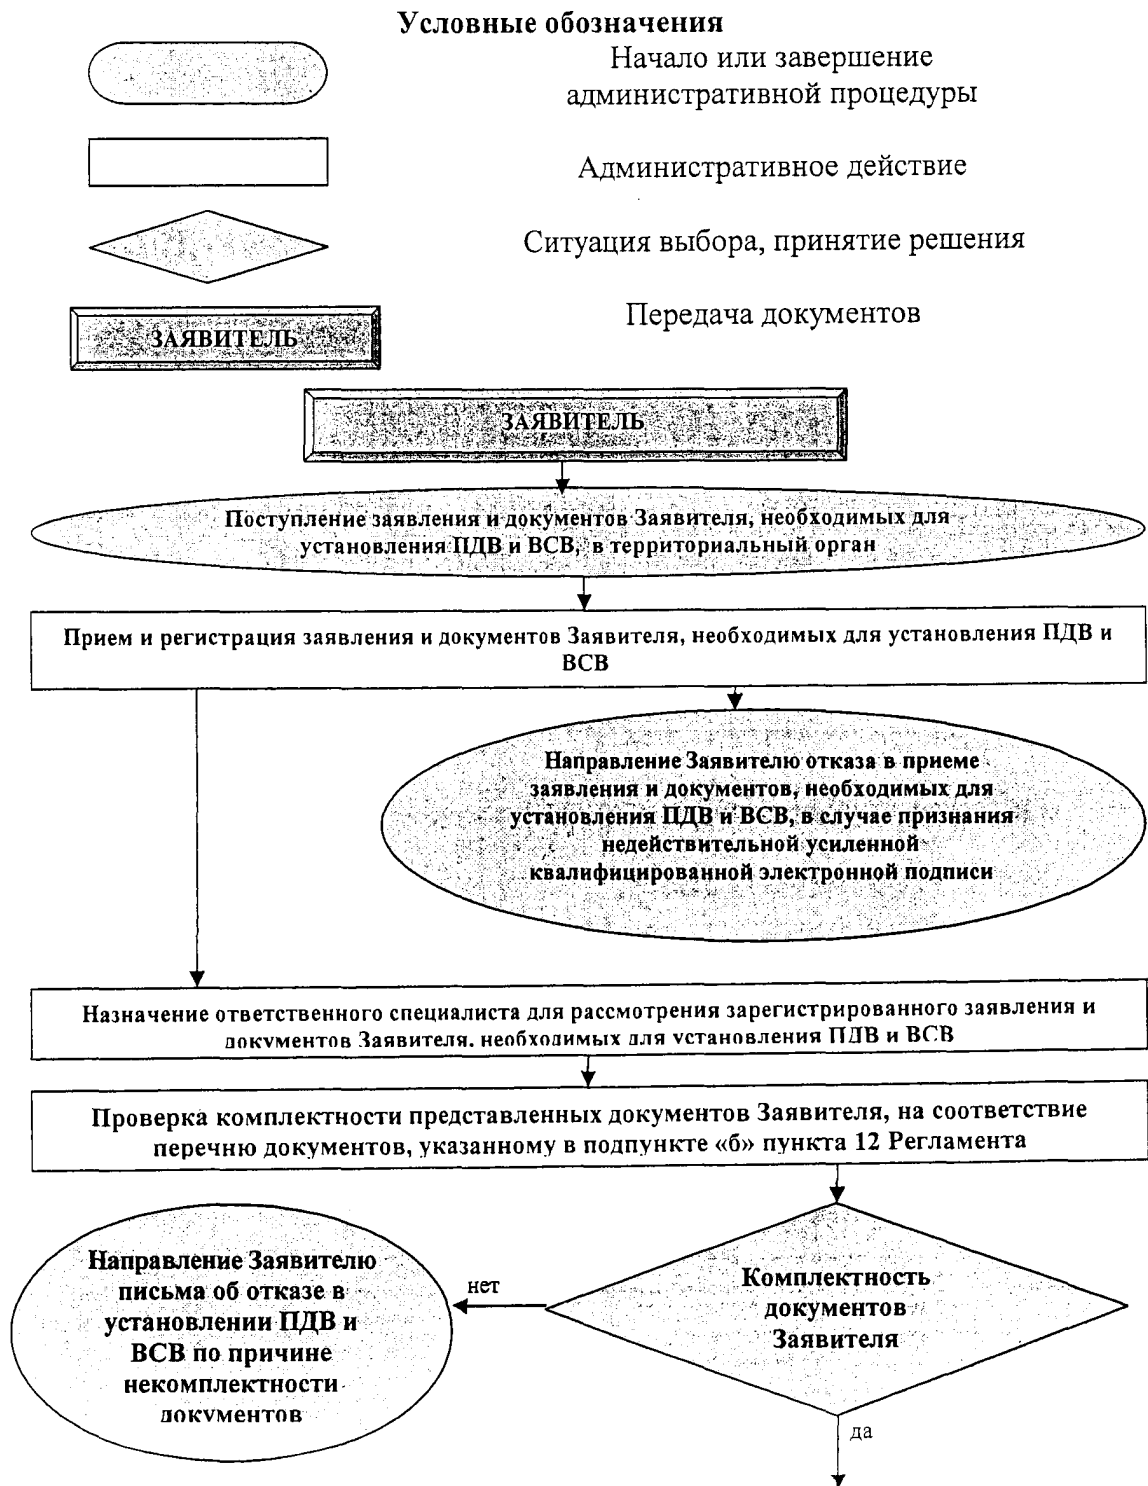 Условные обозначения
Начало или завершение
административной процедуры
Административное действие
Ситуация выбора, принятие решения
Передача документов
ЗАЯВИТЕЛЬ
ЗАЯВИТЕЛЬ
Поступление заявления и документов Заявителя, необходимых для
установления ПДВ и ВСВ, в территориальный орган
Прием и регистрация заявления и документов Заявителя, необходимых для установления ПДВ и
ВСВ
Направление Заявителю отказа в приеме
заявления и документов, необходимых для
установления ПДВ и ВСВ, в случае признания
недействительной усиленной
квалифицированной электронной подписи
Назначение ответственного специалиста для рассмотрения зарегистрированного заявления и
документов Заявителя, необходимых для установления ПДВ и ВСВ
Проверка комплектности представленных документов Заявителя, на соответствие
перечню документов, указанному в подпункте «б» пункта 12 Регламента
Направление Заявителю
письма об отказе в
установлении ПДВ и
ВСВ по причине
некомплектности
документов
нет
Комплектность
документов
Заявителя
да